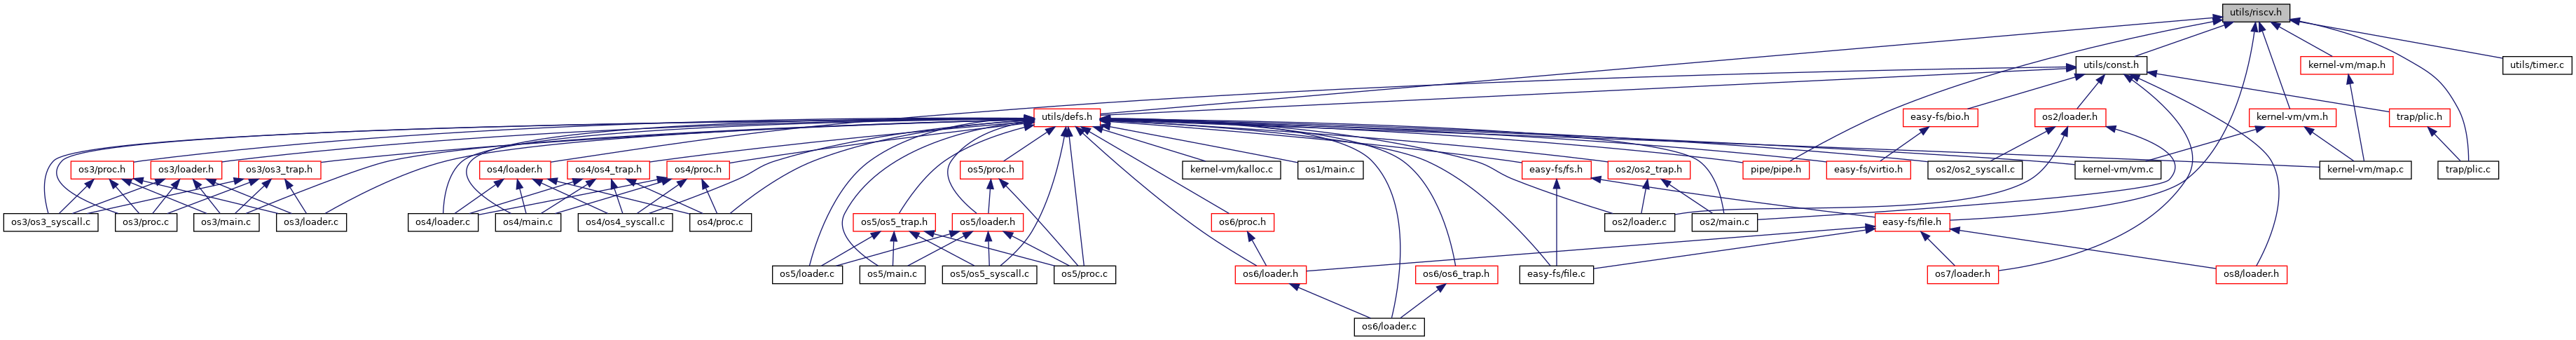 utils/riscv.h
utils/const.h
kernel-vm/map.h
utils/timer.c
utils/defs.h
easy-fs/bio.h
os2/loader.h
kernel-vm/vm.h
trap/plic.h
os3/proc.h
os3/loader.h
os3/os3_trap.h
os4/loader.h
os4/os4_trap.h
os4/proc.h
os5/proc.h
kernel-vm/kalloc.c
os1/main.c
easy-fs/fs.h
os2/os2_trap.h
pipe/pipe.h
easy-fs/virtio.h
os2/os2_syscall.c
kernel-vm/vm.c
kernel-vm/map.c
trap/plic.c
os3/os3_syscall.c
os3/proc.c
os3/main.c
os3/loader.c
os4/loader.c
os4/main.c
os4/os4_syscall.c
os4/proc.c
os5/os5_trap.h
os5/loader.h
os6/proc.h
os2/loader.c
os2/main.c
easy-fs/file.h
os5/loader.c
os5/main.c
os5/os5_syscall.c
os5/proc.c
os6/loader.h
os6/os6_trap.h
easy-fs/file.c
os7/loader.h
os8/loader.h
os6/loader.c